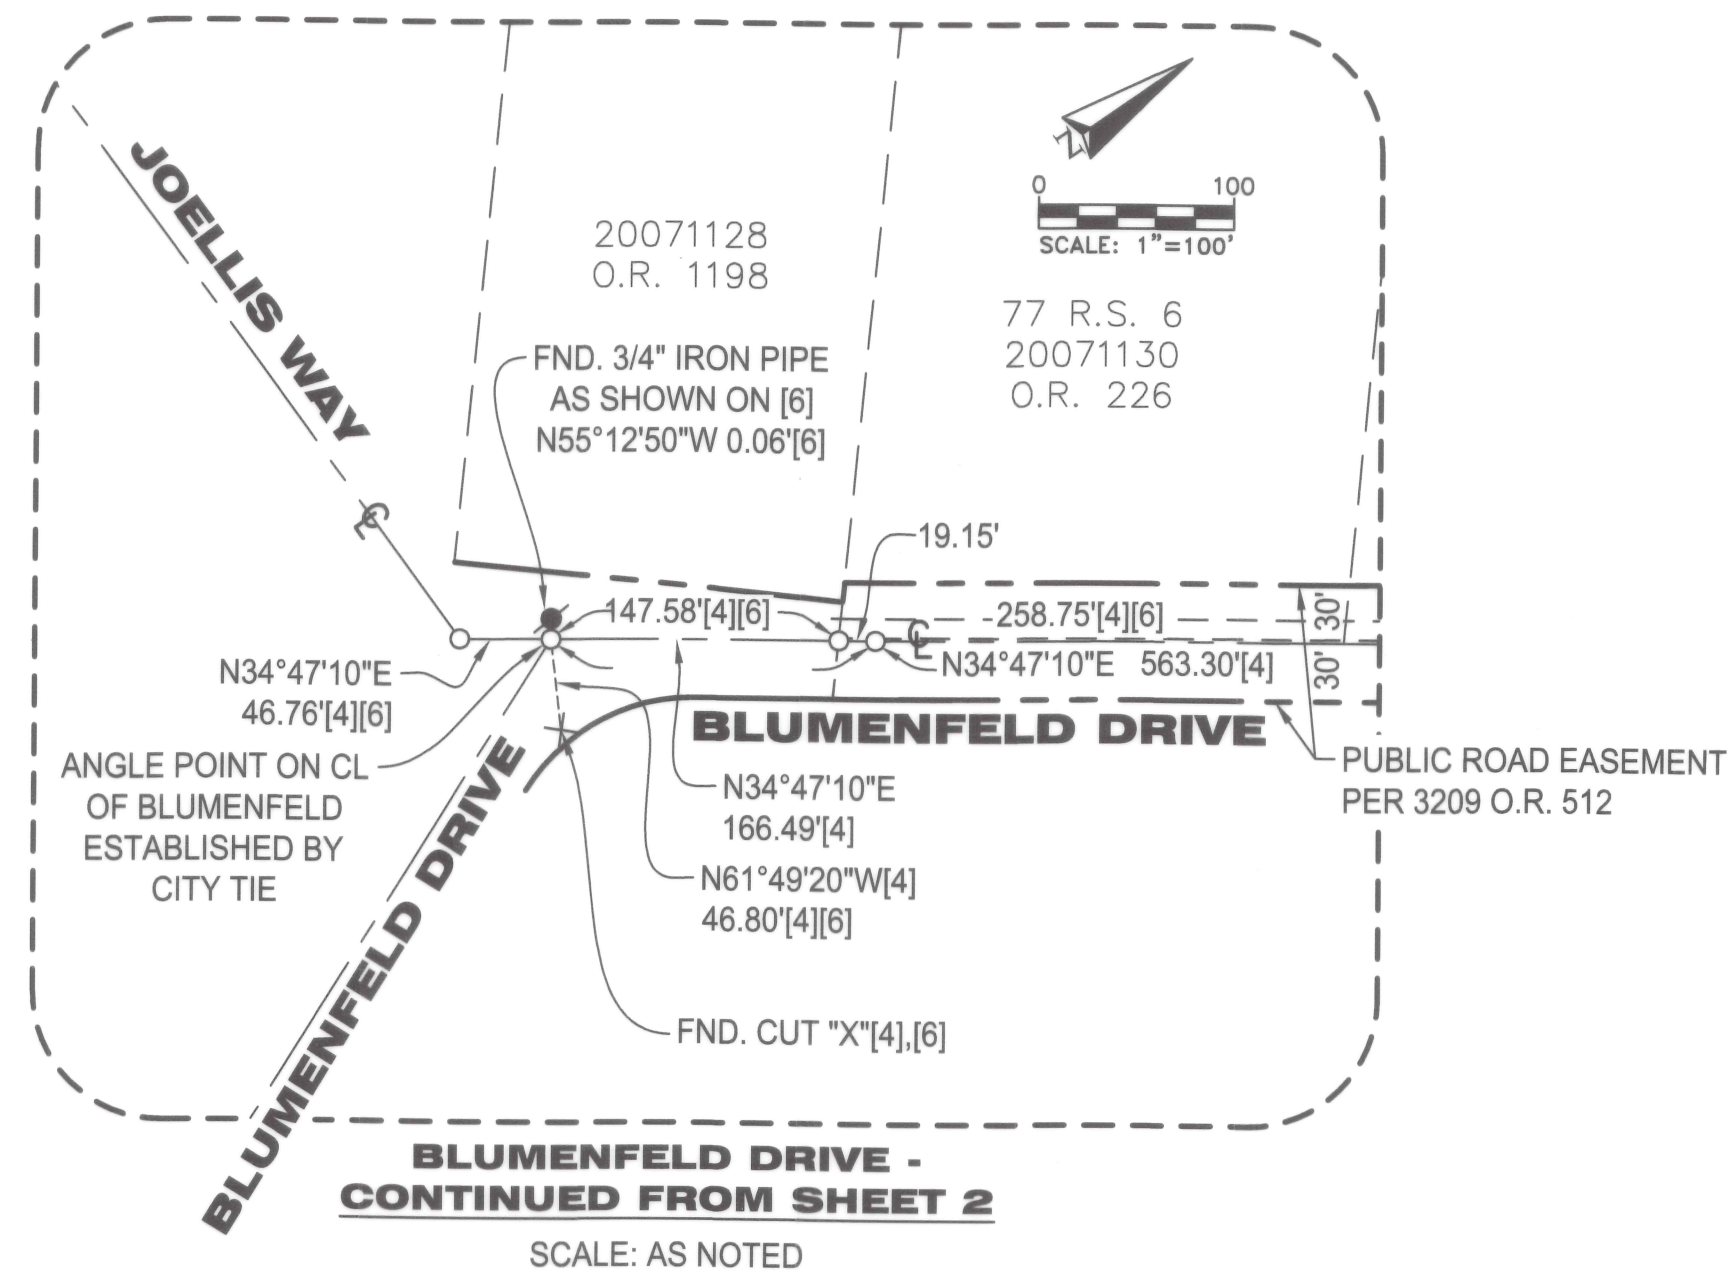 JOELLIS WAY
20071128
O.R. 1198
N
0 100
SCALE: 1"=100'
77 R.S. 6
20071130
O.R. 226
FND. 3/4" IRON PIPE
AS SHOWN ON [6]
N55°12'50"W 0.06'[6]
CL
19.15'
147.58'[4][6]
258.75'[4][6]
30'
CL
N34°47'10"E 563.30'[4]
30'
N34°47'10"E
46.76'[4][6]
BLUMENFELD DRIVE
ANGLE POINT ON CL
OF BLUMENFELD
ESTABLISHED BY
CITY TIE
PUBLIC ROAD EASEMENT
PER 3209 O.R. 512
N34°47'10"E
166.49'[4]
N61°49'20"W[4]
46.80'[4][6]
BLUMENFELD DRIVE
FND. CUT "X"[4],[6]
BLUMENFELD DRIVE -
CONTINUED FROM SHEET 2
SCALE: AS NOTED